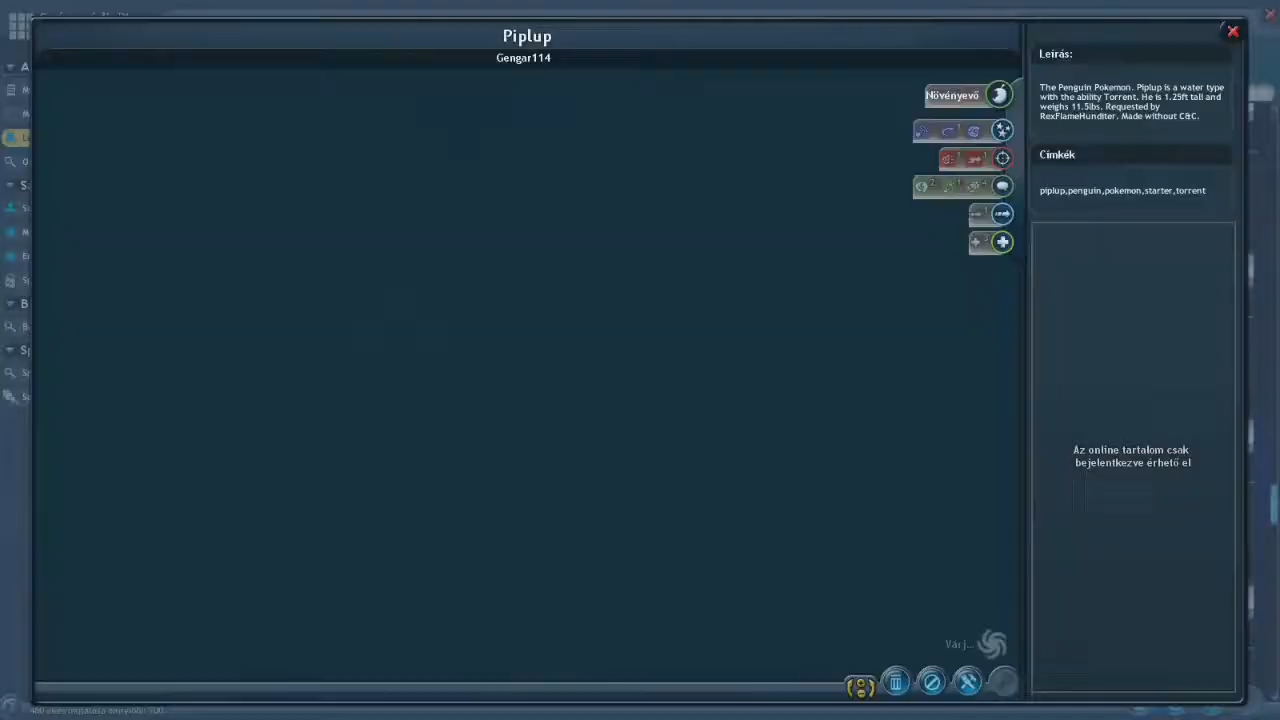 Piplup
Gengar114
Leírás:
The Penguin Pokemon. Piplup is a water type
with the ability Torrent. He is 1.25ft tall and
weighs 11.5lbs. Requested by
RexFlameHunditer. Made without C&C.
Címkék
piplup,penguin,pokemon,starter,torrent
Növényevő
Az online tartalom csak
bejelentkezve érhető el
Várj...